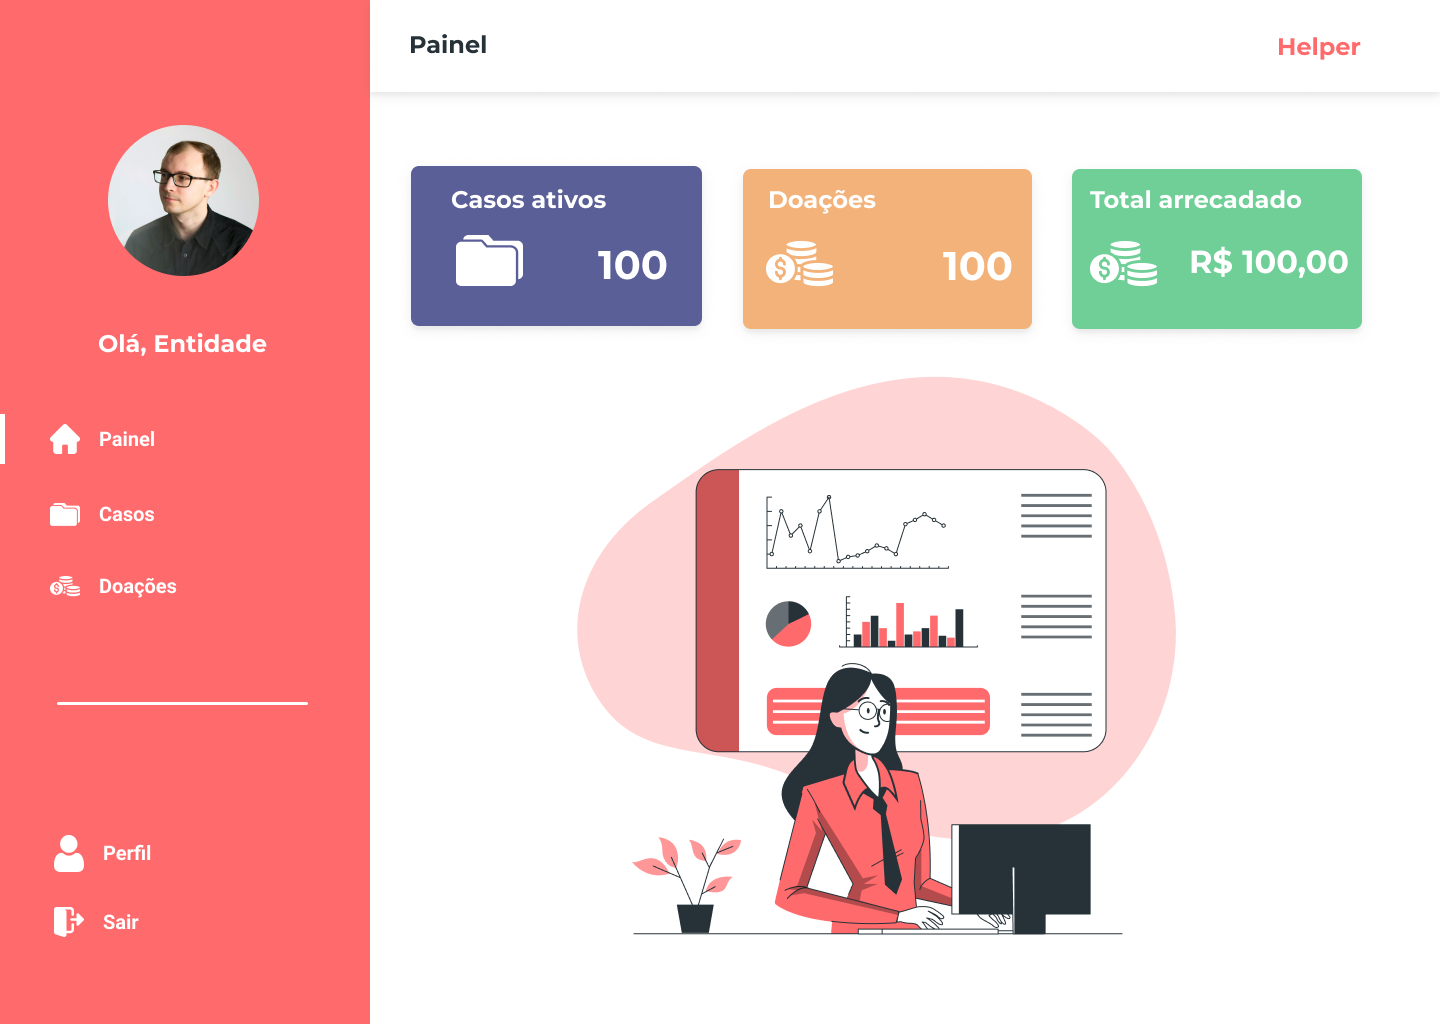 Painel
Helper
Olá, Entidade
Painel
Casos
Doações
Perfil
Sair
Casos ativos
100
Doações
100
Total arrecadado
R$ 100,00